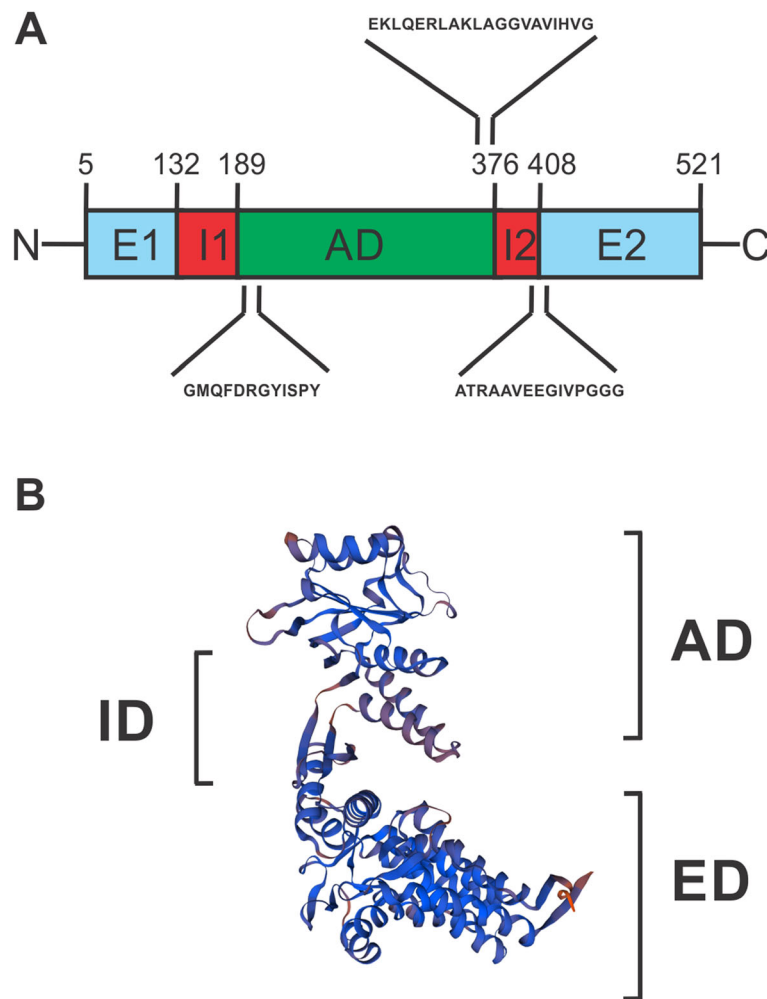 A
EKLQERLAKLAGGVAVIHVG
5 132 189 376 408 521
N E1 I1 AD I2 E2 C
GMQFDRGYISPY ATRAAVEEGIVPGGG
B
AD
ID
ED